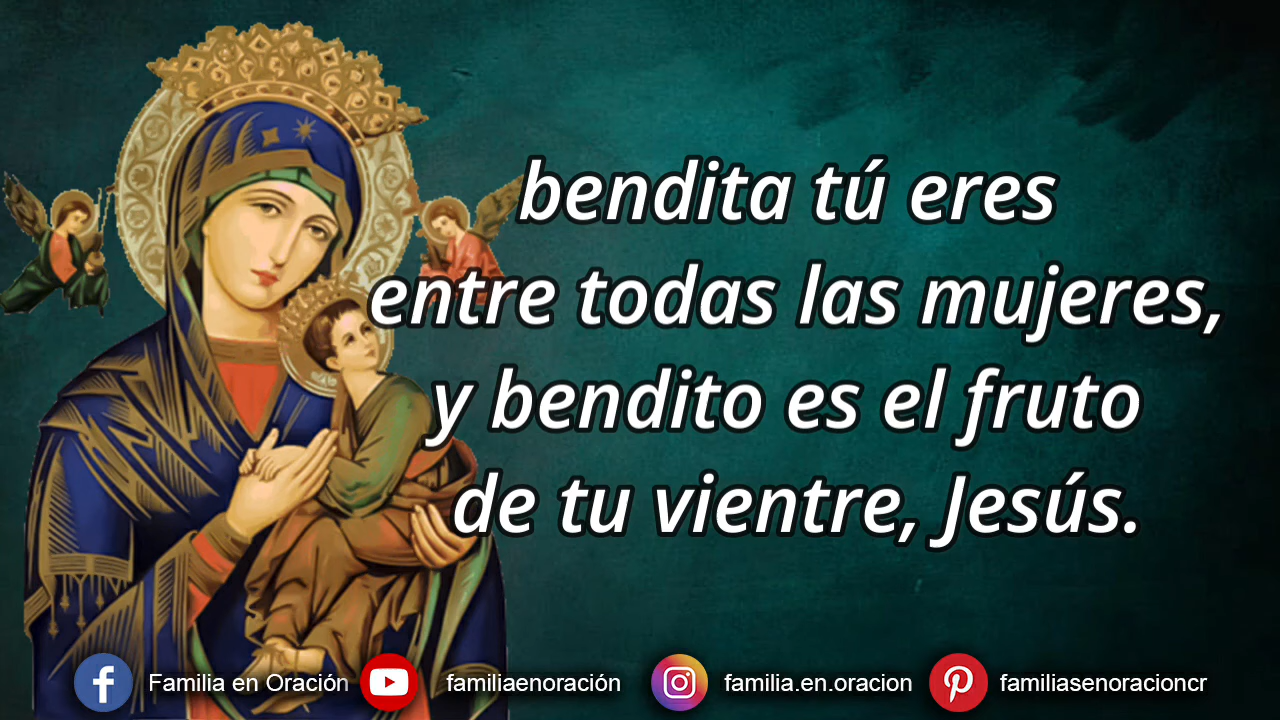 bendita tú eres
entre todas las mujeres,
y bendito es el fruto
de tu vientre, Jesús.
Familia en Oración
familiaenoración
familia.en.oracion
familiasenoracioncr